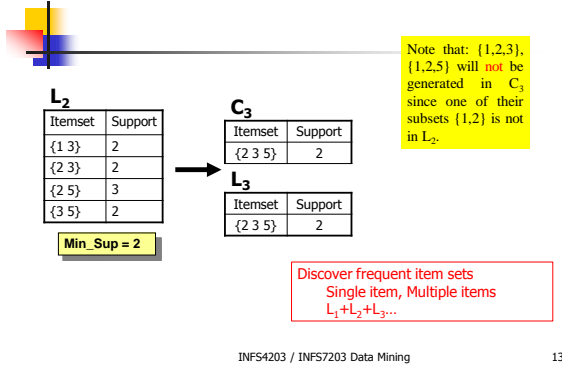 Note that: {1,2,3},
{1,2,5} will not be
generated in C3
since one of their
subsets {1,2} is not
in L2.
L2
Itemset Support
{1 3} 2
{2 3} 2
{2 5} 3
{3 5} 2
Min_Sup = 2
C3
Itemset Support
{2 3 5} 2
L3
Itemset Support
{2 3 5} 2
Discover frequent item sets
Single item, Multiple items
L1+L2+L3...
INFS4203 / INFS7203 Data Mining 13